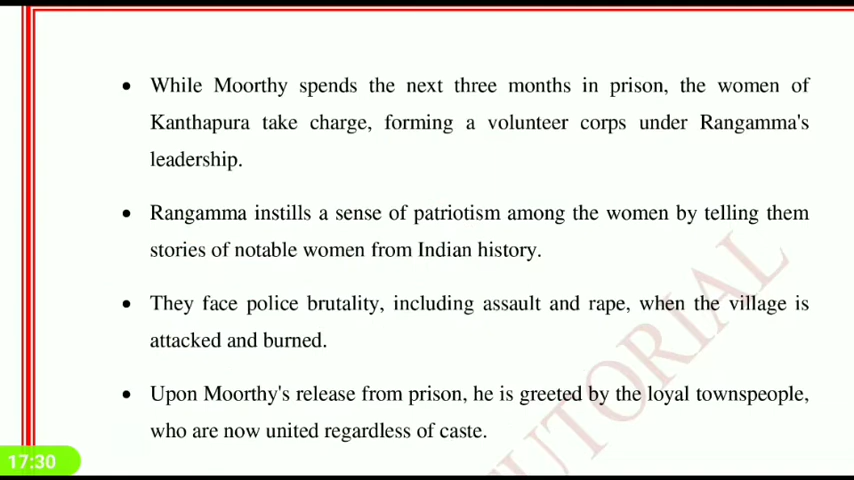 • While Moorthy spends the next three months in prison, the women of
Kanthapura take charge, forming a volunteer corps under Rangamma's
leadership.
• Rangamma instills a sense of patriotism among the women by telling them
stories of notable women from Indian history.
• They face police brutality, including assault and rape, when the village is
attacked and burned.
• Upon Moorthy's release from prison, he is greeted by the loyal townspeople,
who are now united regardless of caste.
TUTORIAL
17:30